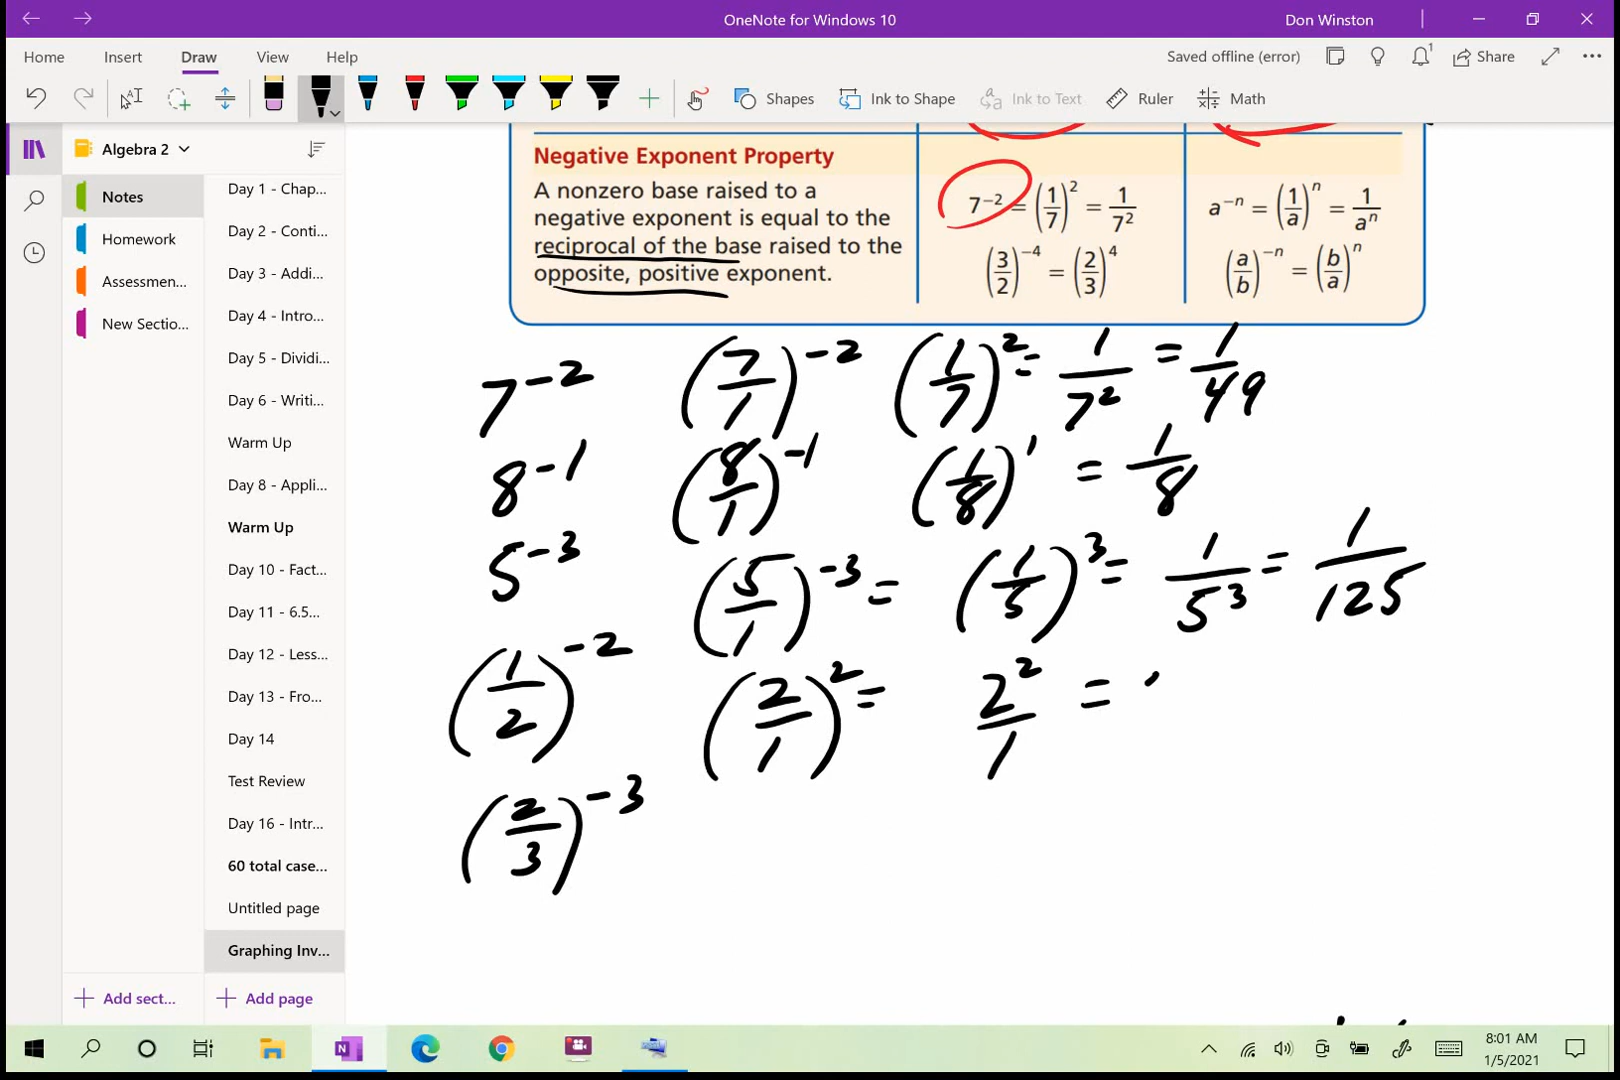 OneNote for Windows 10
Don Winston
Home Insert Draw View Help
Saved offline (error)
Share
Shapes
Ink to Shape
Ink to Text
Ruler
Math
Algebra 2
Notes
Homework
Assessmen...
New Sectio...
Add sect...
Day 1 - Chap...
Day 2 - Conti...
Day 3 - Addi...
Day 4 - Intro...
Day 5 - Dividi...
Day 6 - Writi...
Warm Up
Day 8 - Appli...
Warm Up
Day 10 - Fact...
Day 11 - 6.5...
Day 12 - Less...
Day 13 - Fro...
Day 14
Test Review
Day 16 - Intr...
60 total case...
Untitled page
Graphing Inv...
Add page
Negative Exponent Property
A nonzero base raised to a
negative exponent is equal to the
reciprocal of the base raised to the
opposite, positive exponent.
7⁻² = (1/7)² = 1/7²
(3/2)⁻⁴ = (2/3)⁴
a⁻ⁿ = (1/a)ⁿ = 1/aⁿ
(a/b)⁻ⁿ = (b/a)ⁿ
7⁻² (7/1)⁻² (1/7)² = 1/7² = 1/49
8⁻¹ (8/1)⁻¹ (1/8)¹ = 1/8
5⁻³ (5/1)⁻³ = (1/5)³ = 1/5³ = 1/125
(1/2)⁻² (2/1)² = 2²/1 =
(2/3)⁻³
8:01 AM
1/5/2021